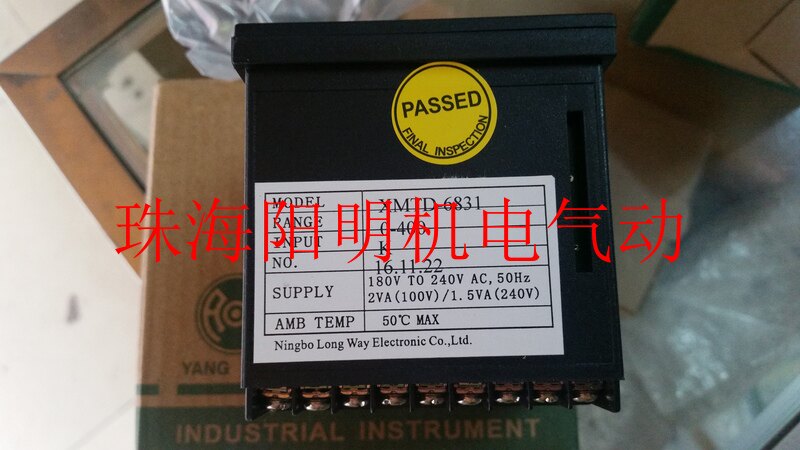 PASSED
FINAL INSPECTION
MODEL XMTD-6831
RANGE 0-400
珠海阳明机电气动
INPUT K
NO. 16.11.22
SUPPLY 180V TO 240V AC, 50Hz
2VA(100V)/1.5VA(240V)
AMB TEMP 50℃ MAX
Ningbo Long Way Electronic Co.,Ltd.
YANG
INDUSTRIAL INSTRUMENT